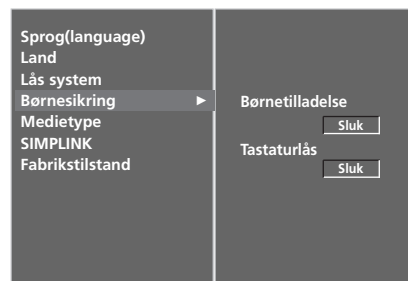 Sprog(language)
Land
Lås system
Børnesikring ►
Medietype
SIMPLINK
Fabrikstilstand
Børnetilladelse
Sluk
Tastaturlås
Sluk